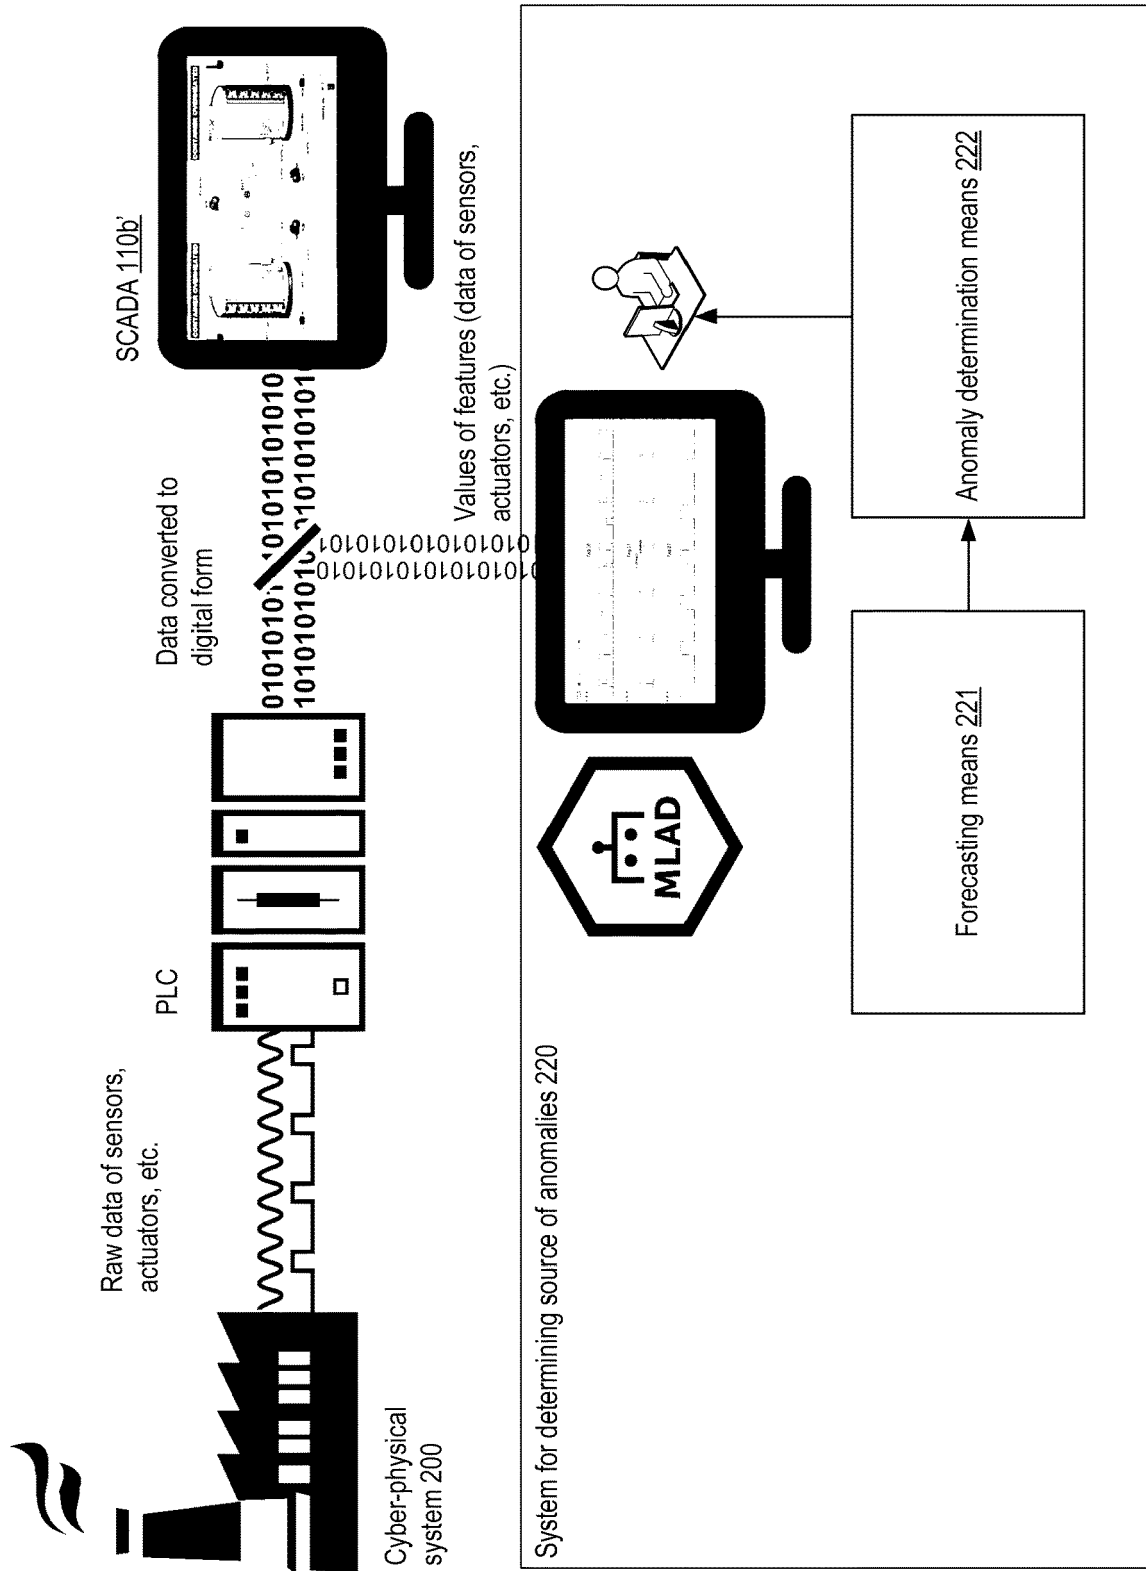 SCADA 110b'
Data converted to
digital form
PLC
Raw data of sensors,
actuators, etc.
Cyber-physical
system 200
Values of features (data of sensors,
actuators, etc.)
System for determining source of anomalies 220
MLAD
Forecasting means 221
Anomaly determination means 222